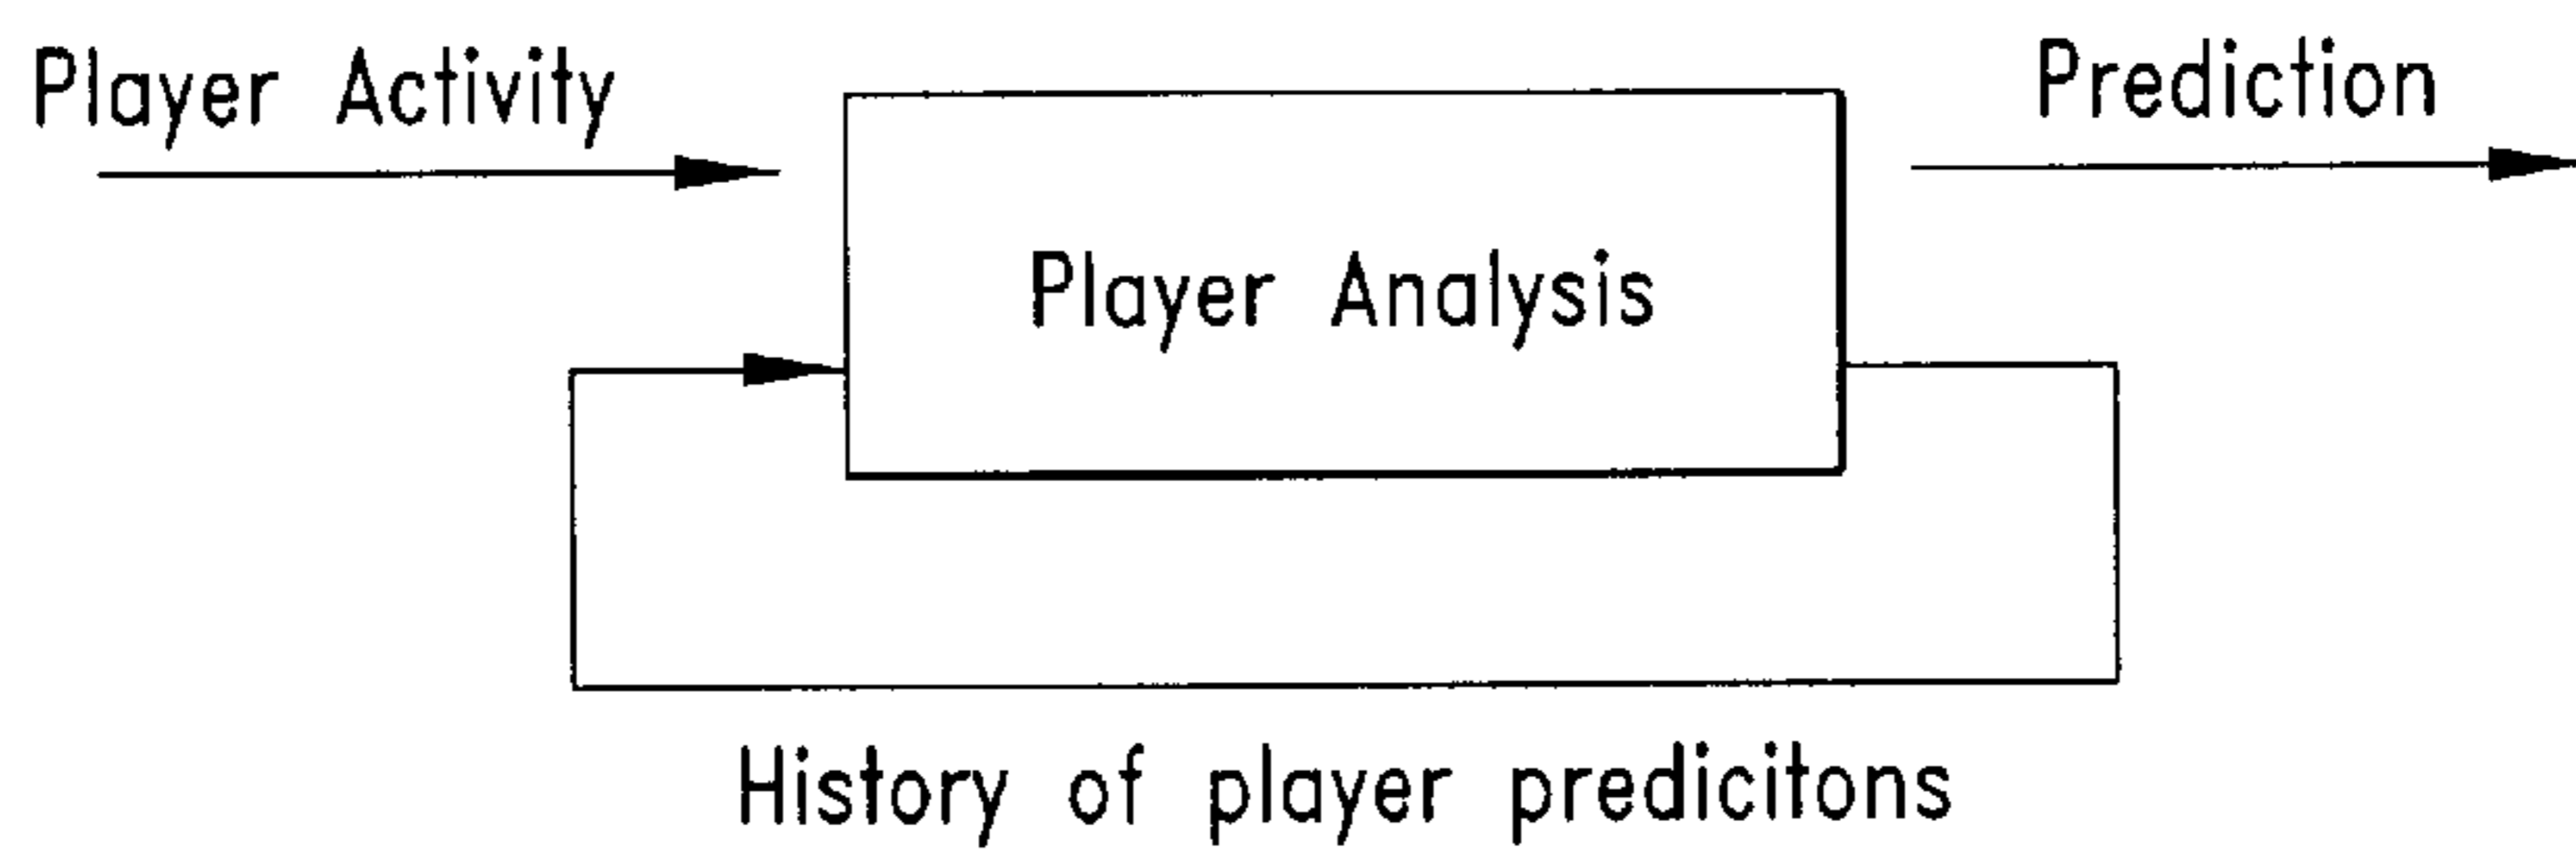 Player Activity
Prediction
Player Analysis
History of player predicitons